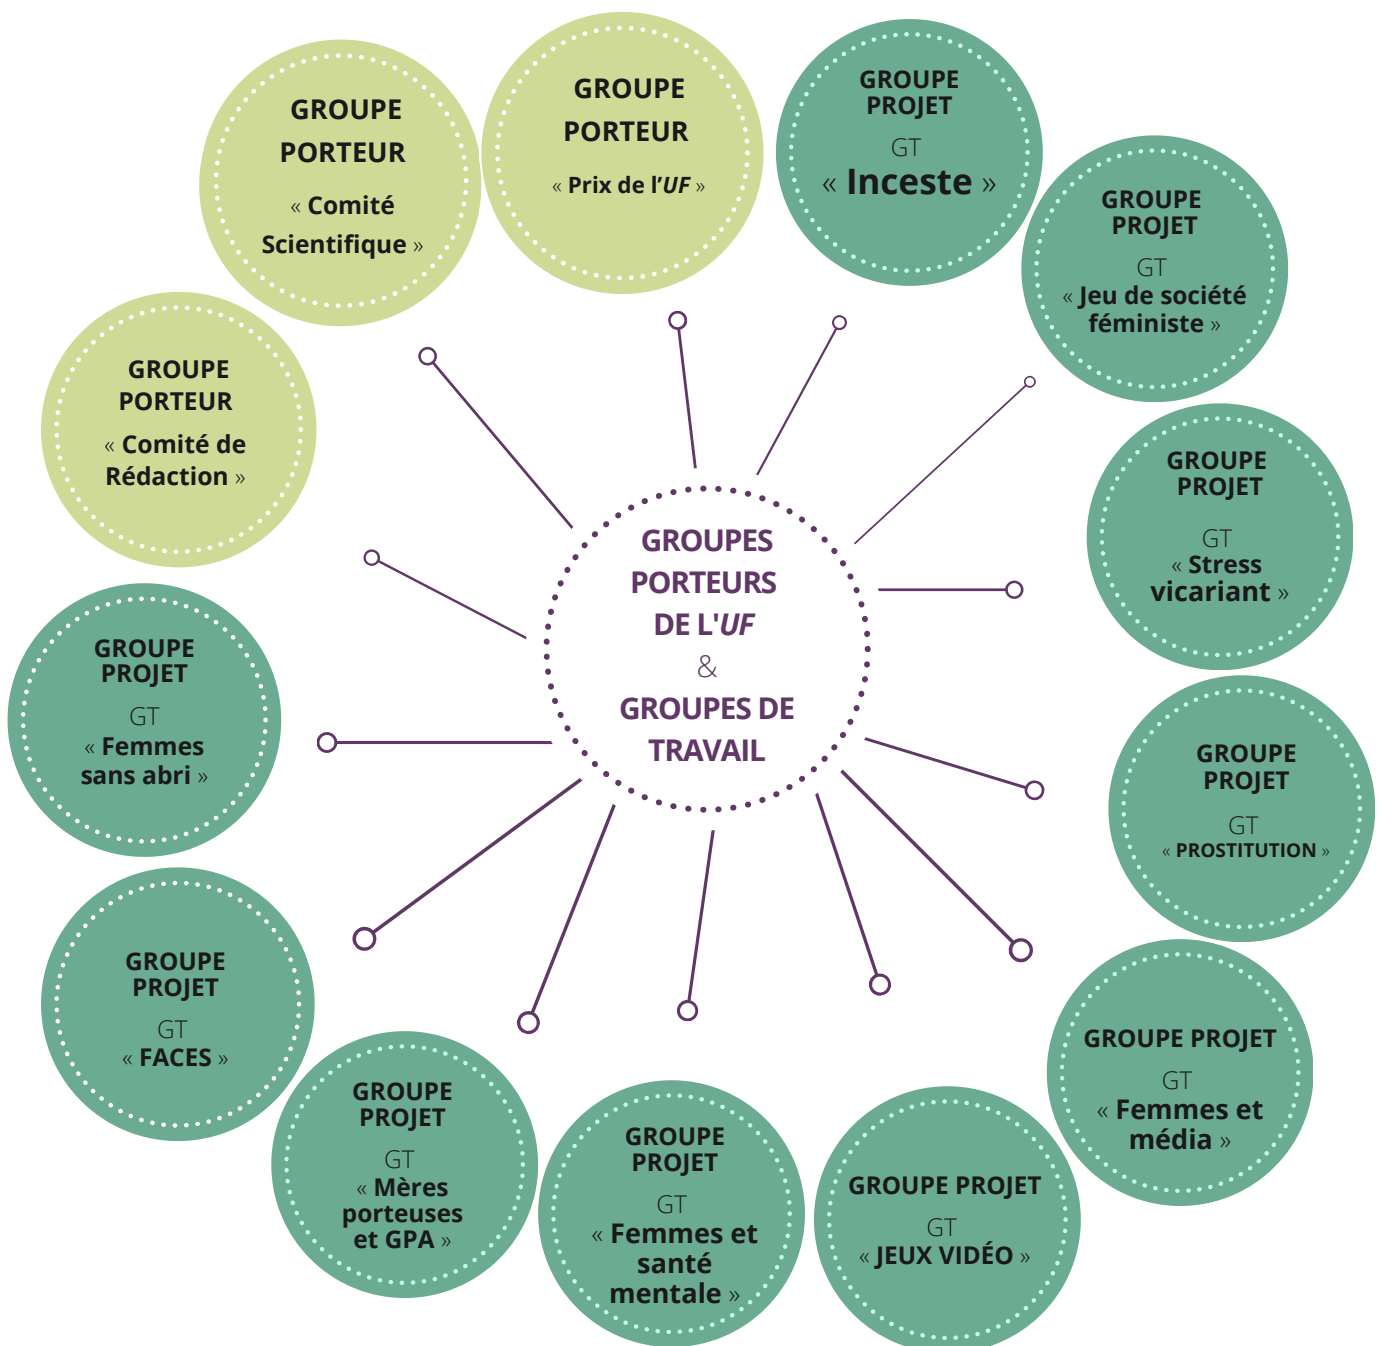 GROUPE
PORTEUR
« Comité
Scientifique »
GROUPE
PORTEUR
« Prix de l’UF »
GROUPE
PROJET
GT
« Inceste »
GROUPE
PROJET
GT
« Jeu de société
féministe »
GROUPE
PROJET
GT
« Stress
vicariant »
GROUPE
PROJET
GT
« PROSTITUTION »
GROUPE PROJET
GT
« Femmes et
média »
GROUPE PROJET
GT
« JEUX VIDÉO »
GROUPE
PROJET
GT
« Femmes et
santé
mentale »
GROUPE
PROJET
GT
« Mères
porteuses
et GPA »
GROUPE
PROJET
GT
« FACES »
GROUPE
PROJET
GT
« Femmes
sans abri »
GROUPE
PORTEUR
« Comité de
Rédaction »
GROUPES
PORTEURS
DE L'UF
&
GROUPES DE
TRAVAIL